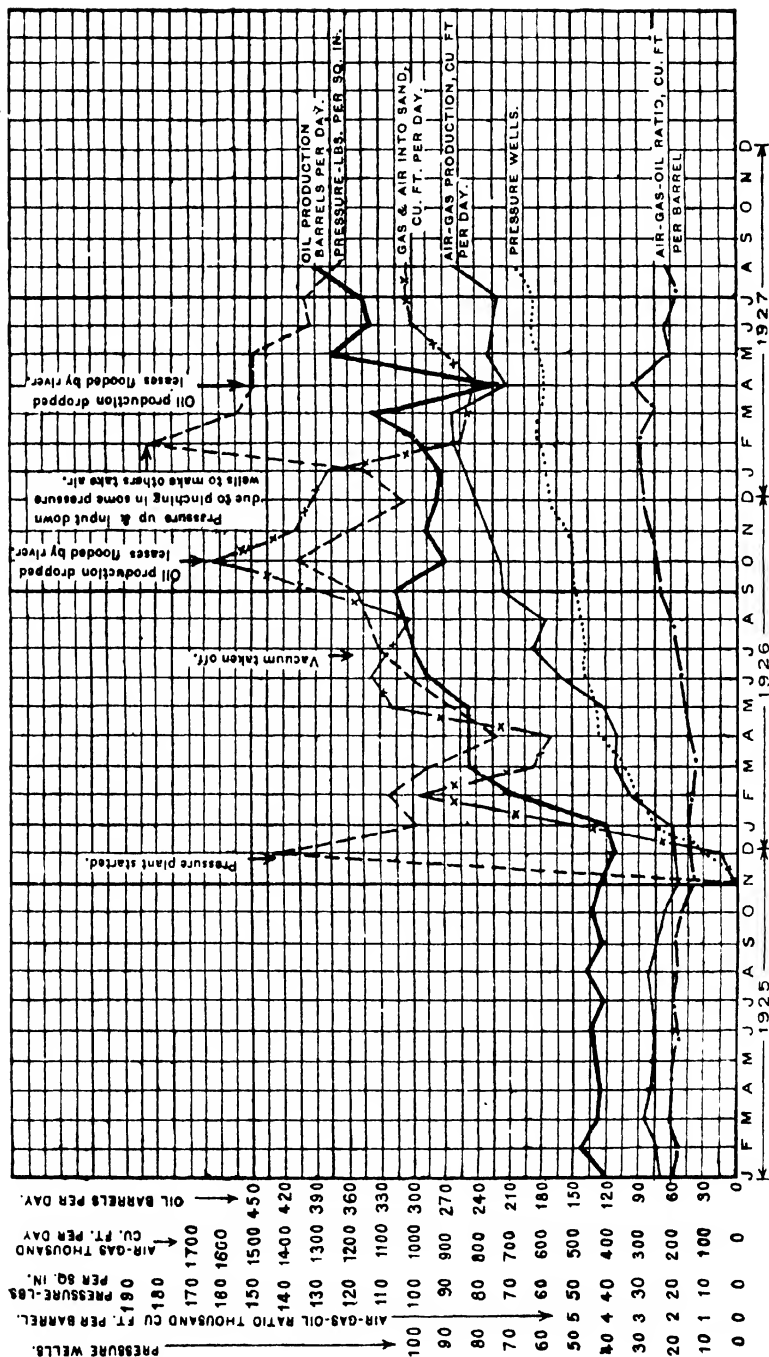 OIL PRODUCTION
BARRELS PER DAY.
PRESSURE-LBS. PER SQ. IN.
GAS & AIR INTO SAND,
CU. FT. PER DAY.
AIR-GAS PRODUCTION, CU FT
PER DAY.
PRESSURE WELLS.
AIR-GAS-OIL RATIO, CU. FT
PER BARREL
Oil production dropped
leases flooded by river.
Pressure up & Input down
due to pinching in some pressure
wells to make others take air.
Oil production dropped
leases flooded by river.
Vacuum taken off.
Pressure plant started.
J F M A M J J A S O N D J F M A M J J A S O N D J F M A M J J A S O N D
1925 1926 1927
PRESSURE WELLS.
AIR-GAS-OIL RATIO THOUSAND CU FT. PER BARREL.
PRESSURE-LBS.
PER SQ. IN.
AIR-GAS THOUSAND
CU. FT. PER DAY
OIL BARRELS PER DAY.
190
180
170 1700
160 1600
150 1500 450
140 1400 420
130 1300 390
120 1200 360
110 1100 330
100 100 1000 300
90 90 900 270
80 80 800 240
70 70 700 210
60 60 600 180
50 5 50 500 150
40 4 40 400 120
30 3 30 300 90
20 2 20 200 60
10 1 10 100 30
0 0 0 0 0